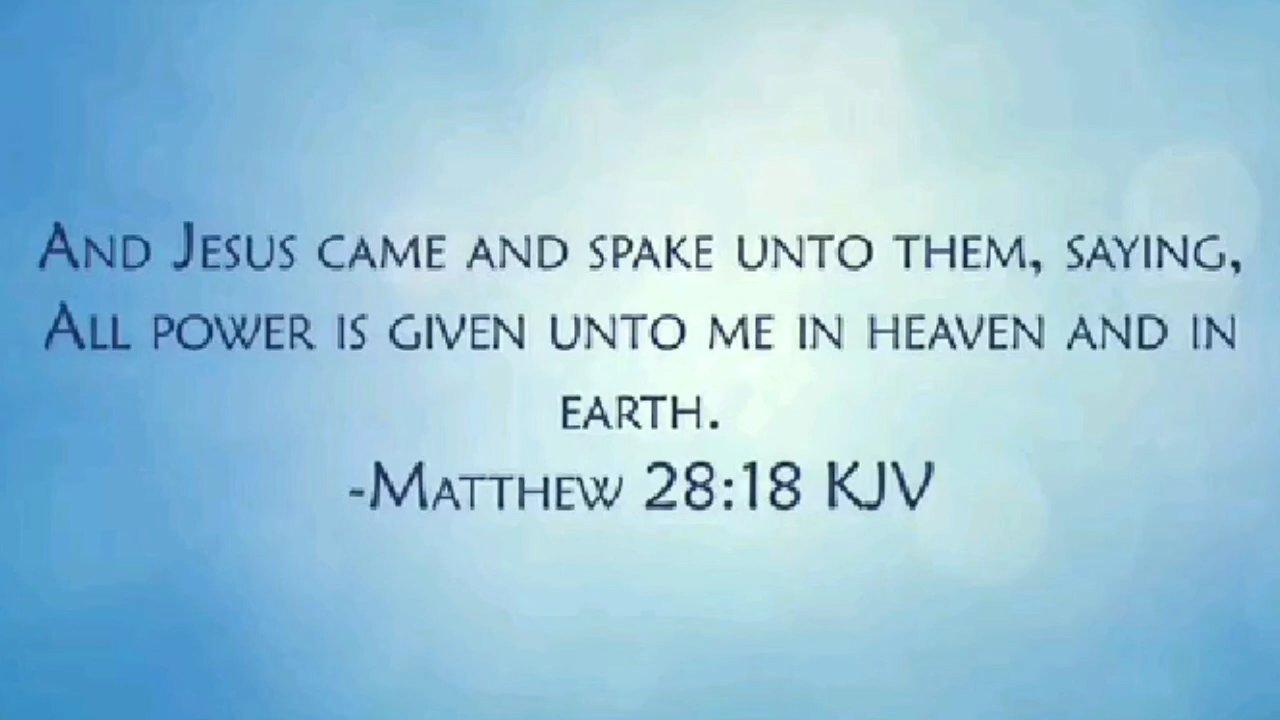 And Jesus came and spake unto them, saying,
All power is given unto me in heaven and in
earth.
-Matthew 28:18 KJV